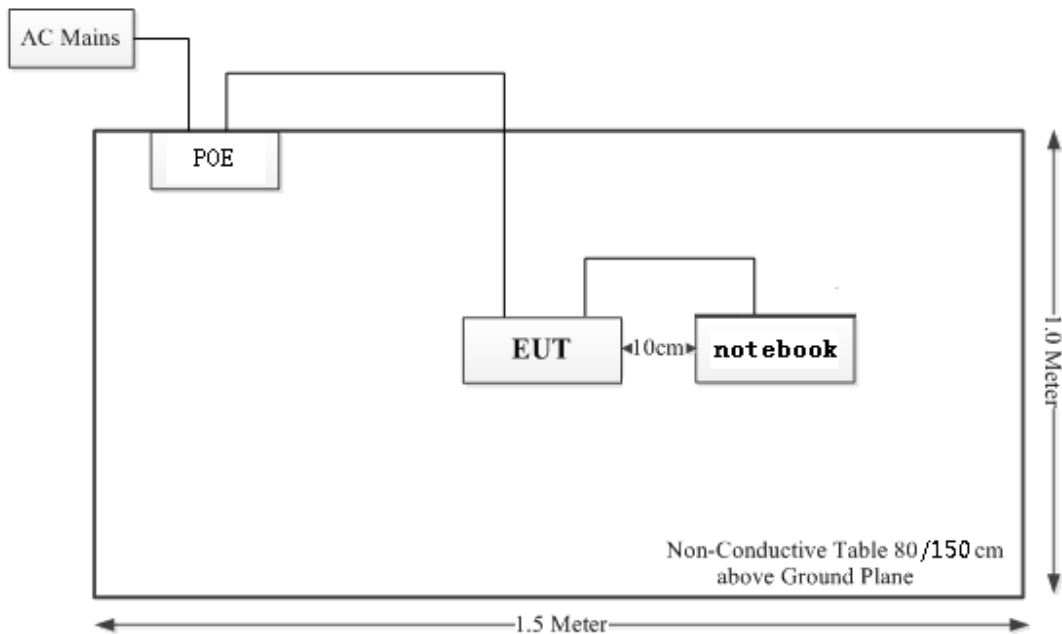 AC Mains
POE
EUT
10cm
notebook
1.0 Meter
Non-Conductive Table 80/150 cm
above Ground Plane
1.5 Meter